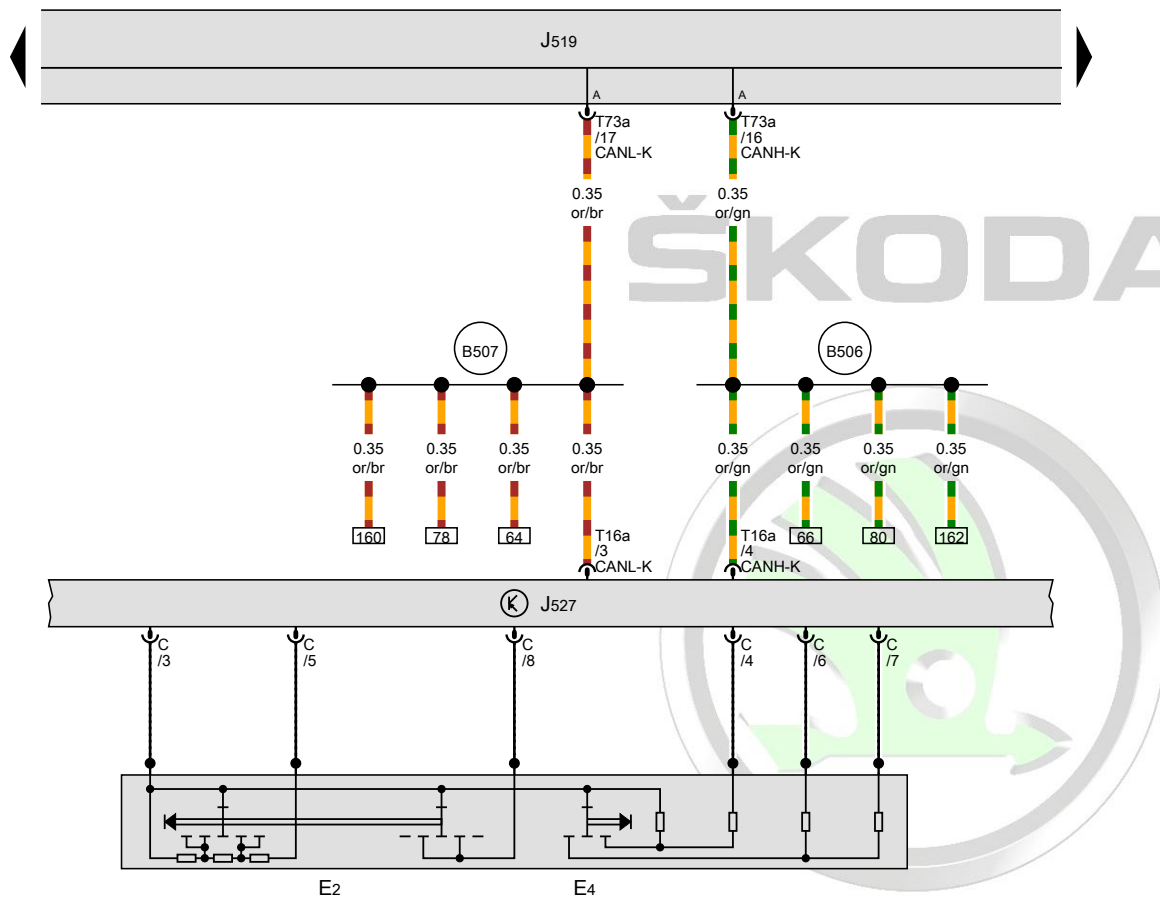 J519
A
A
T73a
/17
CANL-K
T73a
/16
CANH-K
0.35
or/br
0.35
or/gn
ŠKODA
B507
B506
0.35
or/br
0.35
or/br
0.35
or/br
0.35
or/br
0.35
or/gn
0.35
or/gn
0.35
or/gn
0.35
or/gn
160
78
64
T16a
/3
CANL-K
T16a
/4
CANH-K
66
80
162
J527
C
/3
C
/5
C
/8
C
/4
C
/6
C
/7
E2
E4